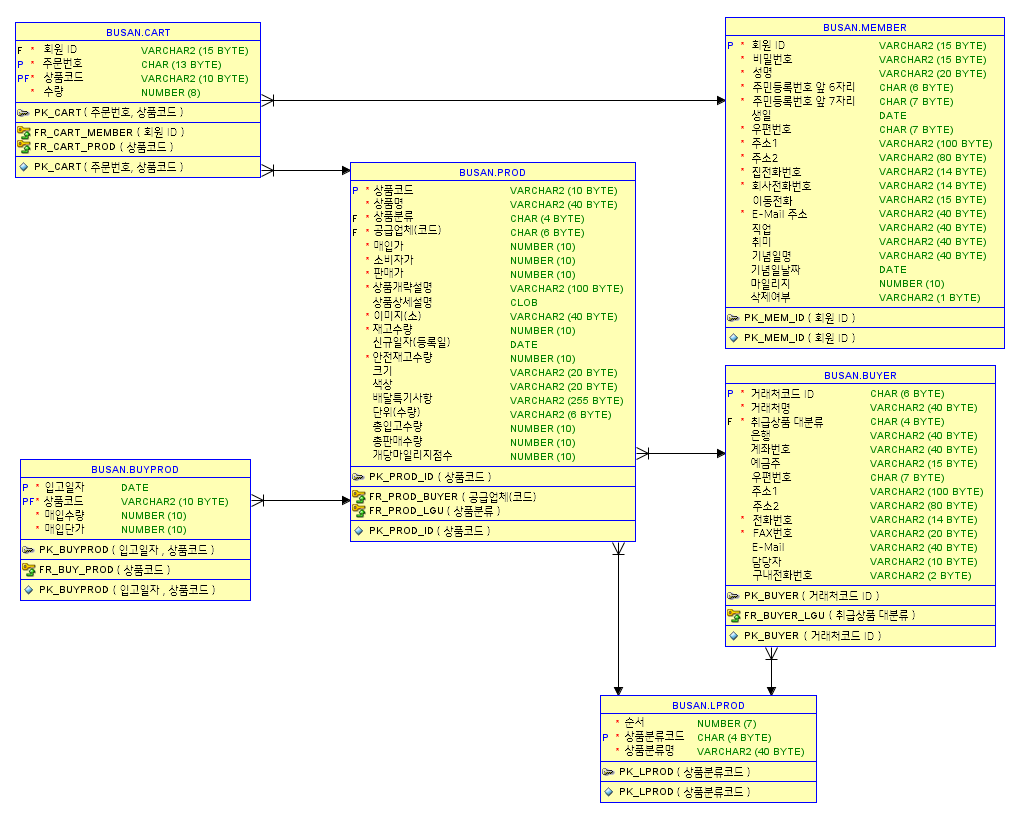 BUSAN.CART
F * 회원 ID VARCHAR2 (15 BYTE)
P * 주문번호 CHAR (13 BYTE)
PF* 상품코드 VARCHAR2 (10 BYTE)
* 수량 NUMBER (8)
PK_CART ( 주문번호, 상품코드 )
FR_CART_MEMBER ( 회원 ID )
FR_CART_PROD ( 상품코드 )
PK_CART ( 주문번호, 상품코드 )
BUSAN.MEMBER
P * 회원 ID VARCHAR2 (15 BYTE)
* 비밀번호 VARCHAR2 (15 BYTE)
* 성명 VARCHAR2 (20 BYTE)
* 주민등록번호 앞 6자리 CHAR (6 BYTE)
* 주민등록번호 앞 7자리 CHAR (7 BYTE)
생일 DATE
* 우편번호 CHAR (7 BYTE)
* 주소1 VARCHAR2 (100 BYTE)
* 주소2 VARCHAR2 (80 BYTE)
* 집전화번호 VARCHAR2 (14 BYTE)
* 회사전화번호 VARCHAR2 (14 BYTE)
이동전화 VARCHAR2 (15 BYTE)
* E-Mail 주소 VARCHAR2 (40 BYTE)
직업 VARCHAR2 (40 BYTE)
취미 VARCHAR2 (40 BYTE)
기념일명 VARCHAR2 (40 BYTE)
기념일날짜 DATE
마일리지 NUMBER (10)
삭제여부 VARCHAR2 (1 BYTE)
PK_MEM_ID ( 회원 ID )
PK_MEM_ID ( 회원 ID )
BUSAN.PROD
P * 상품코드 VARCHAR2 (10 BYTE)
* 상품명 VARCHAR2 (40 BYTE)
F * 상품분류 CHAR (4 BYTE)
F * 공급업체(코드) CHAR (6 BYTE)
* 매입가 NUMBER (10)
* 소비자가 NUMBER (10)
* 판매가 NUMBER (10)
* 상품개략설명 VARCHAR2 (100 BYTE)
상품상세설명 CLOB
* 이미지(소) VARCHAR2 (40 BYTE)
* 재고수량 NUMBER (10)
신규일자(등록일) DATE
* 안전재고수량 NUMBER (10)
크기 VARCHAR2 (20 BYTE)
색상 VARCHAR2 (20 BYTE)
배달특기사항 VARCHAR2 (255 BYTE)
단위(수량) VARCHAR2 (6 BYTE)
총입고수량 NUMBER (10)
총판매수량 NUMBER (10)
개당마일리지점수 NUMBER (10)
PK_PROD_ID ( 상품코드 )
FR_PROD_BUYER ( 공급업체(코드)
FR_PROD_LGU ( 상품분류 )
PK_PROD_ID ( 상품코드 )
BUSAN.BUYER
P * 거래처코드 ID CHAR (6 BYTE)
* 거래처명 VARCHAR2 (40 BYTE)
F * 취급상품 대분류 CHAR (4 BYTE)
은행 VARCHAR2 (40 BYTE)
계좌번호 VARCHAR2 (40 BYTE)
예금주 VARCHAR2 (15 BYTE)
우편번호 CHAR (7 BYTE)
주소1 VARCHAR2 (100 BYTE)
주소2 VARCHAR2 (80 BYTE)
* 전화번호 VARCHAR2 (14 BYTE)
* FAX번호 VARCHAR2 (20 BYTE)
E-Mail VARCHAR2 (40 BYTE)
담당자 VARCHAR2 (10 BYTE)
구내전화번호 VARCHAR2 (2 BYTE)
PK_BUYER ( 거래처코드 ID )
FR_BUYER_LGU ( 취급상품 대분류 )
PK_BUYER ( 거래처코드 ID )
BUSAN.BUYPROD
P * 입고일자 DATE
PF* 상품코드 VARCHAR2 (10 BYTE)
* 매입수량 NUMBER (10)
* 매입단가 NUMBER (10)
PK_BUYPROD ( 입고일자 , 상품코드 )
FR_BUY_PROD ( 상품코드 )
PK_BUYPROD ( 입고일자 , 상품코드 )
BUSAN.LPROD
* 순서 NUMBER (7)
P * 상품분류코드 CHAR (4 BYTE)
* 상품분류명 VARCHAR2 (40 BYTE)
PK_LPROD ( 상품분류코드 )
PK_LPROD ( 상품분류코드 )